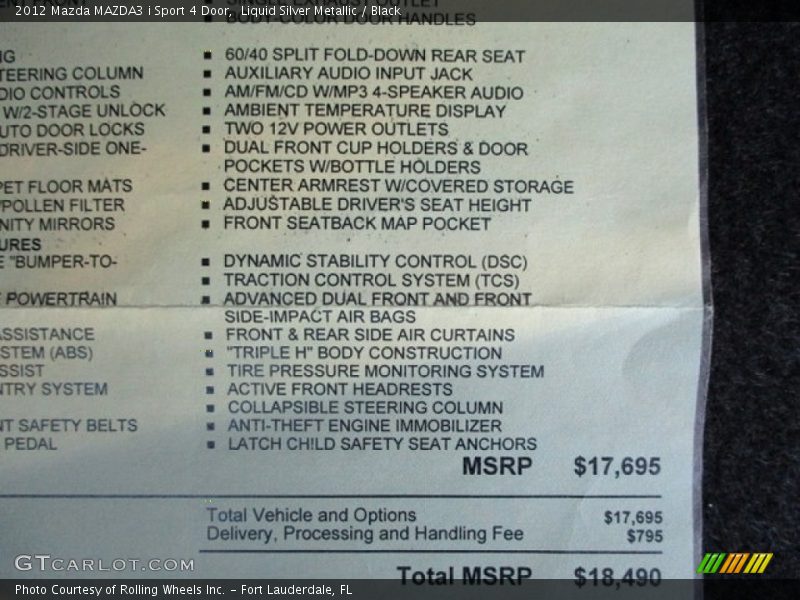 2012 Mazda MAZDA3 i Sport 4 Door, Liquid Silver Metallic / Black
BODY-COLOR DOOR HANDLES
TEERING COLUMN
DIO CONTROLS
W/2-STAGE UNLOCK
UTO DOOR LOCKS
DRIVER-SIDE ONE-
PET FLOOR MATS
/POLLEN FILTER
NITY MIRRORS
URES
E "BUMPER-TO-
F POWERTRAIN
ASSISTANCE
STEM (ABS)
SSIST
NTRY SYSTEM
NT SAFETY BELTS
PEDAL
▪ 60/40 SPLIT FOLD-DOWN REAR SEAT
▪ AUXILIARY AUDIO INPUT JACK
▪ AM/FM/CD W/MP3 4-SPEAKER AUDIO
▪ AMBIENT TEMPERATURE DISPLAY
▪ TWO 12V POWER OUTLETS
▪ DUAL FRONT CUP HOLDERS & DOOR
POCKETS W/BOTTLE HOLDERS
▪ CENTER ARMREST W/COVERED STORAGE
▪ ADJUSTABLE DRIVER'S SEAT HEIGHT
▪ FRONT SEATBACK MAP POCKET
▪ DYNAMIC STABILITY CONTROL (DSC)
▪ TRACTION CONTROL SYSTEM (TCS)
▪ ADVANCED DUAL FRONT AND FRONT
SIDE-IMPACT AIR BAGS
▪ FRONT & REAR SIDE AIR CURTAINS
▪ "TRIPLE H" BODY CONSTRUCTION
▪ TIRE PRESSURE MONITORING SYSTEM
▪ ACTIVE FRONT HEADRESTS
▪ COLLAPSIBLE STEERING COLUMN
▪ ANTI-THEFT ENGINE IMMOBILIZER
▪ LATCH CHILD SAFETY SEAT ANCHORS
MSRP $17,695
Total Vehicle and Options $17,695
Delivery, Processing and Handling Fee $795
Total MSRP $18,490
GTCARLOT.COM
Photo Courtesy of Rolling Wheels Inc. – Fort Lauderdale, FL